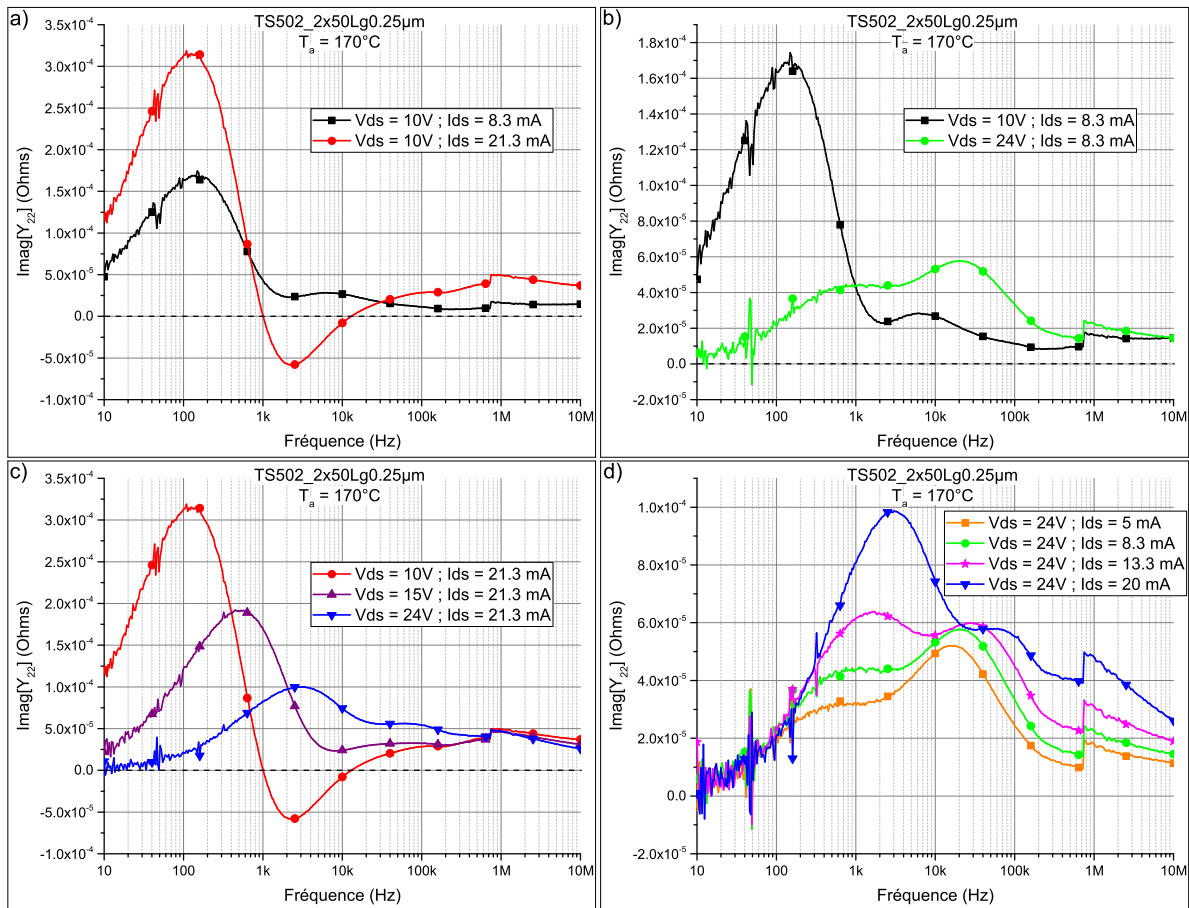 a)
TS502_2x50Lg0.25µm
Ta = 170°C
Imag[Y22] (Ohms)
3.5x10-4
3.0x10-4
2.5x10-4
2.0x10-4
1.5x10-4
1.0x10-4
5.0x10-5
0.0
-5.0x10-5
-1.0x10-4
Vds = 10V ; Ids = 8.3 mA
Vds = 10V ; Ids = 21.3 mA
10 100 1k 10k 100k 1M 10M
Fréquence (Hz)
b)
TS502_2x50Lg0.25µm
Ta = 170°C
Imag[Y22] (Ohms)
1.8x10-4
1.6x10-4
1.4x10-4
1.2x10-4
1.0x10-4
8.0x10-5
6.0x10-5
4.0x10-5
2.0x10-5
0.0
-2.0x10-5
Vds = 10V ; Ids = 8.3 mA
Vds = 24V ; Ids = 8.3 mA
10 100 1k 10k 100k 1M 10M
Fréquence (Hz)
c)
TS502_2x50Lg0.25µm
Ta = 170°C
Imag[Y22] (Ohms)
3.5x10-4
3.0x10-4
2.5x10-4
2.0x10-4
1.5x10-4
1.0x10-4
5.0x10-5
0.0
-5.0x10-5
-1.0x10-4
Vds = 10V ; Ids = 21.3 mA
Vds = 15V ; Ids = 21.3 mA
Vds = 24V ; Ids = 21.3 mA
10 100 1k 10k 100k 1M 10M
Fréquence (Hz)
d)
TS502_2x50Lg0.25µm
Ta = 170°C
Imag[Y22] (Ohms)
1.0x10-4
8.0x10-5
6.0x10-5
4.0x10-5
2.0x10-5
0.0
-2.0x10-5
Vds = 24V ; Ids = 5 mA
Vds = 24V ; Ids = 8.3 mA
Vds = 24V ; Ids = 13.3 mA
Vds = 24V ; Ids = 20 mA
10 100 1k 10k 100k 1M 10M
Fréquence (Hz)